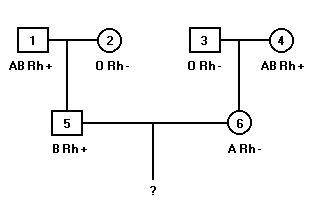 1 2 3 4
AB Rh+ O Rh- O Rh- AB Rh+
5 6
B Rh+ A Rh-
?